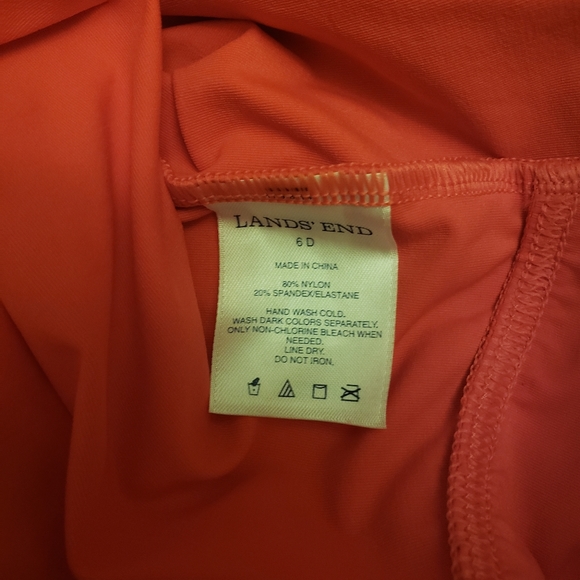 LANDS' END
6 D
MADE IN CHINA
80% NYLON
20% SPANDEX/ELASTANE
HAND WASH COLD.
WASH DARK COLORS SEPARATELY.
ONLY NON-CHLORINE BLEACH WHEN
NEEDED.
LINE DRY.
DO NOT IRON.